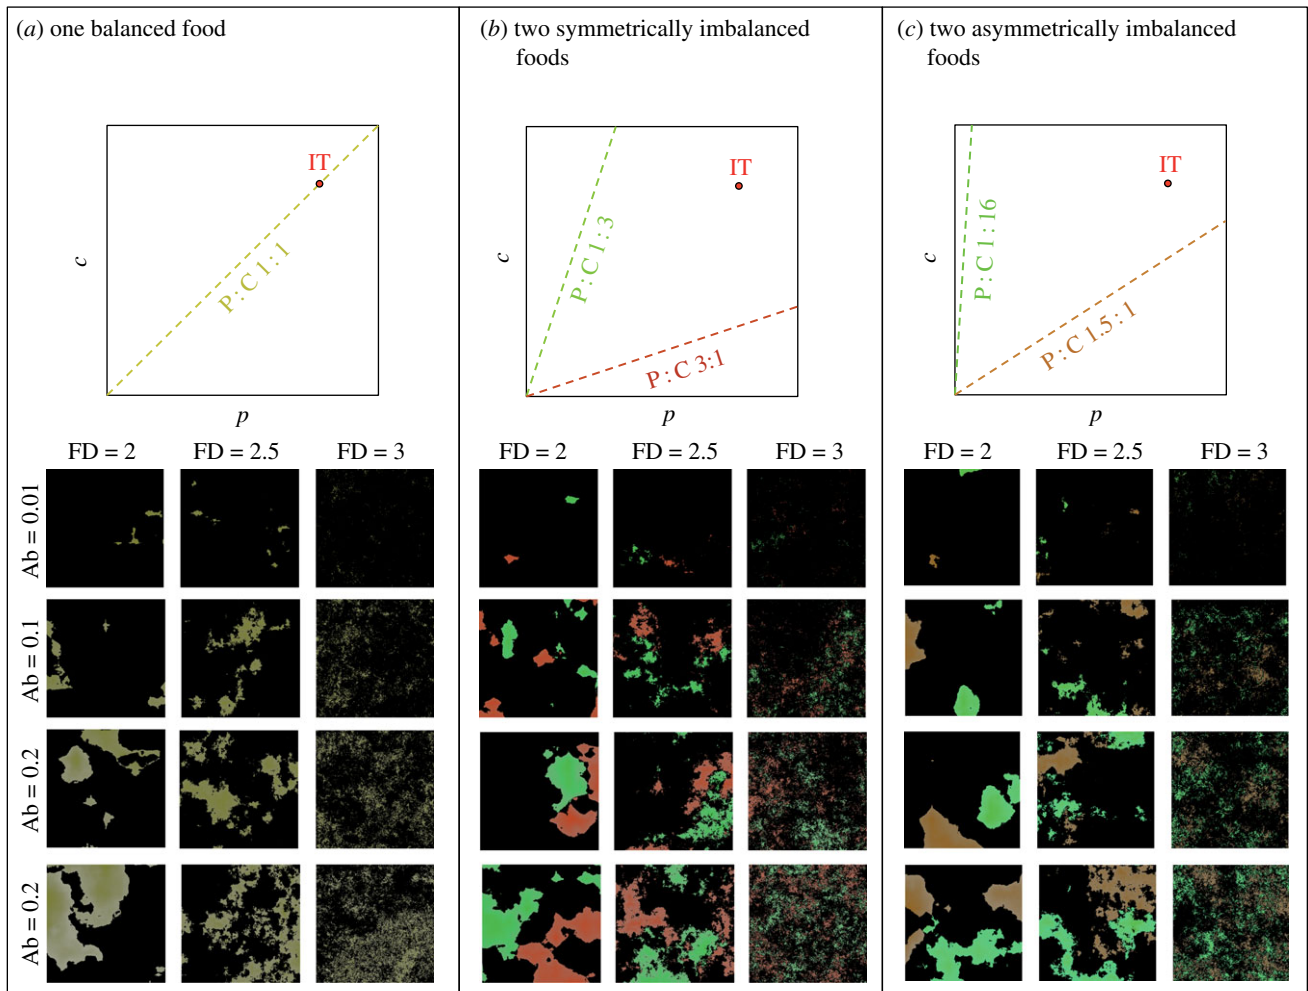 (a) one balanced food
IT
P:C 1:1
c
p
FD = 2 FD = 2.5 FD = 3
Ab = 0.01
Ab = 0.1
Ab = 0.2
Ab = 0.2
(b) two symmetrically imbalanced
foods
IT
P:C 1:3
P:C 3:1
c
p
FD = 2 FD = 2.5 FD = 3
(c) two asymmetrically imbalanced
foods
IT
P:C 1:16
P:C 1.5:1
c
p
FD = 2 FD = 2.5 FD = 3